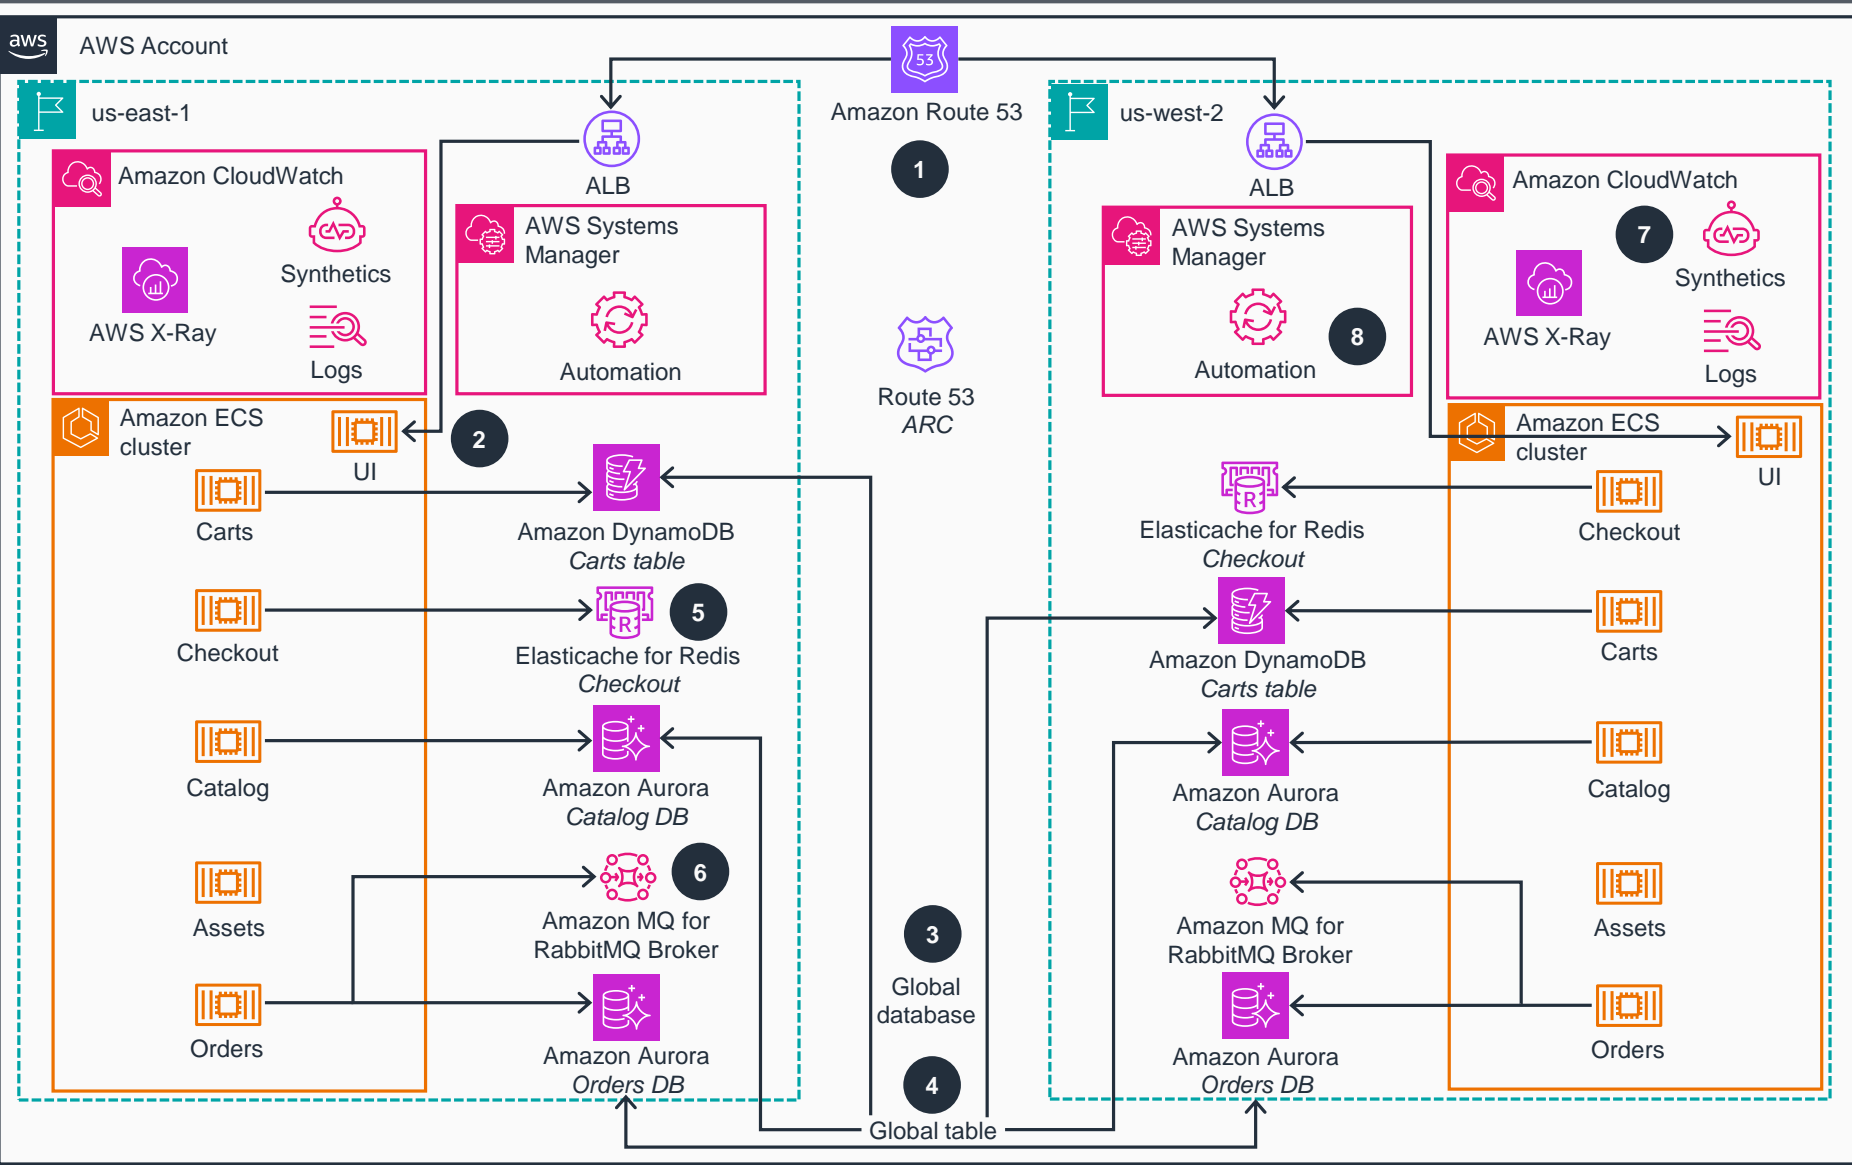 aws
AWS Account
53
Amazon Route 53
1
us-east-1
ALB
Amazon CloudWatch
Synthetics
AWS X-Ray
Logs
AWS Systems
Manager
Automation
Route 53
ARC
Amazon ECS
cluster
UI
2
Carts
Amazon DynamoDB
Carts table
Checkout
R
5
Elasticache for Redis
Checkout
Catalog
Amazon Aurora
Catalog DB
Assets
6
Amazon MQ for
RabbitMQ Broker
Orders
Amazon Aurora
Orders DB
3
Global
database
4
Global table
us-west-2
ALB
AWS Systems
Manager
Automation
8
Amazon CloudWatch
7
Synthetics
AWS X-Ray
Logs
Amazon ECS
cluster
UI
R
Elasticache for Redis
Checkout
Checkout
Amazon DynamoDB
Carts table
Carts
Amazon Aurora
Catalog DB
Catalog
Amazon MQ for
RabbitMQ Broker
Assets
Amazon Aurora
Orders DB
Orders